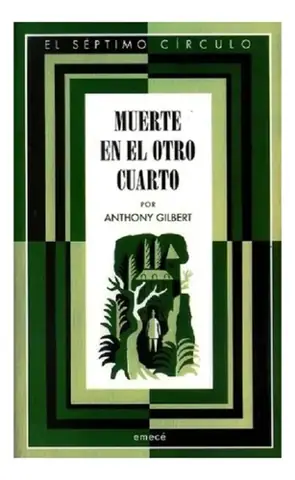 EL SÉPTIMO CÍRCULO
MUERTE
EN EL OTRO
CUARTO
POR
ANTHONY GILBERT
emecé